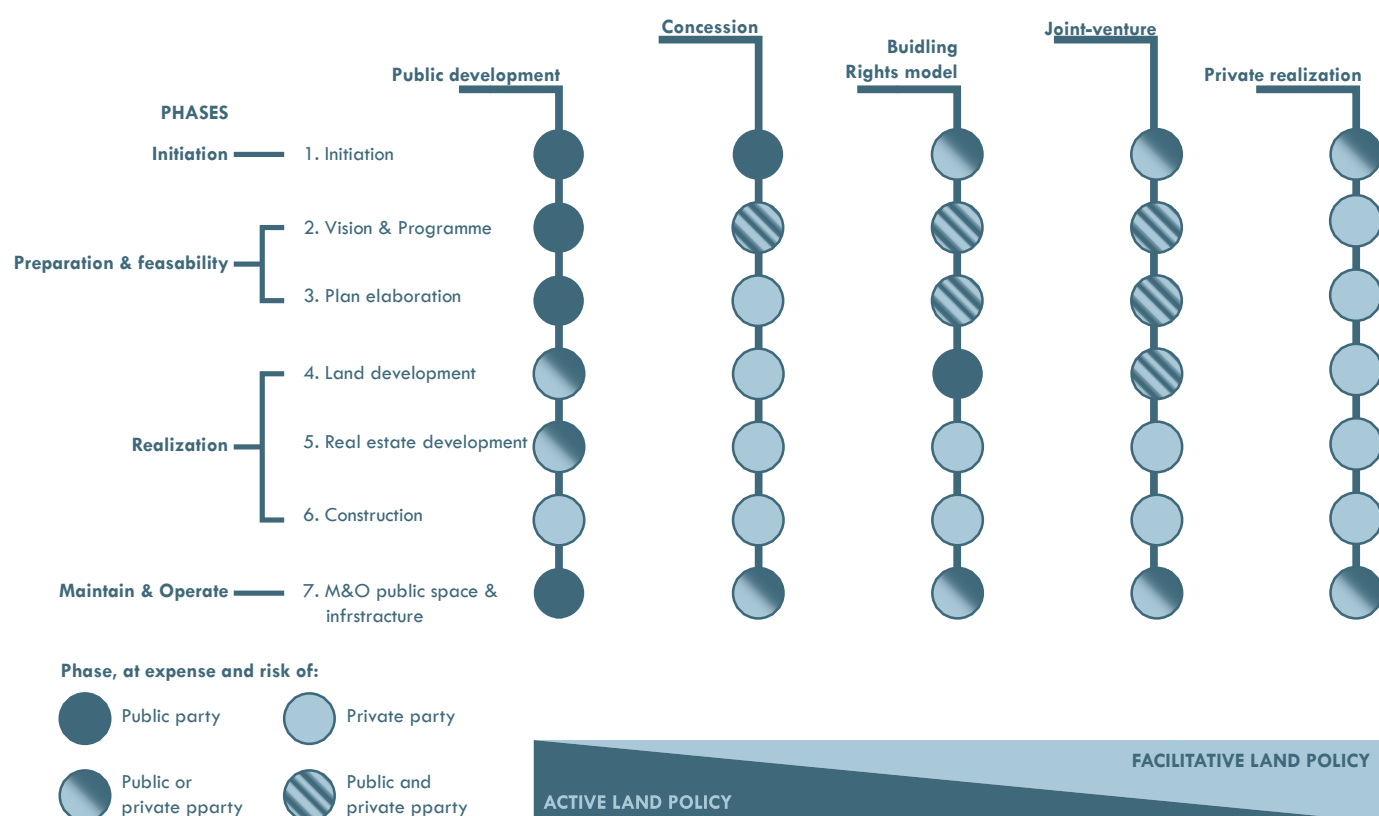 Concession
Joint-venture
Buidling
Rights model
Public development
Private realization
PHASES
Initiation
1. Initiation
2. Vision & Programme
Preparation & feasability
3. Plan elaboration
4. Land development
Realization
5. Real estate development
6. Construction
Maintain & Operate
7. M&O public space &
infrstracture
Phase, at expense and risk of:
Public party
Private party
Public or
private pparty
Public and
private pparty
FACILITATIVE LAND POLICY
ACTIVE LAND POLICY